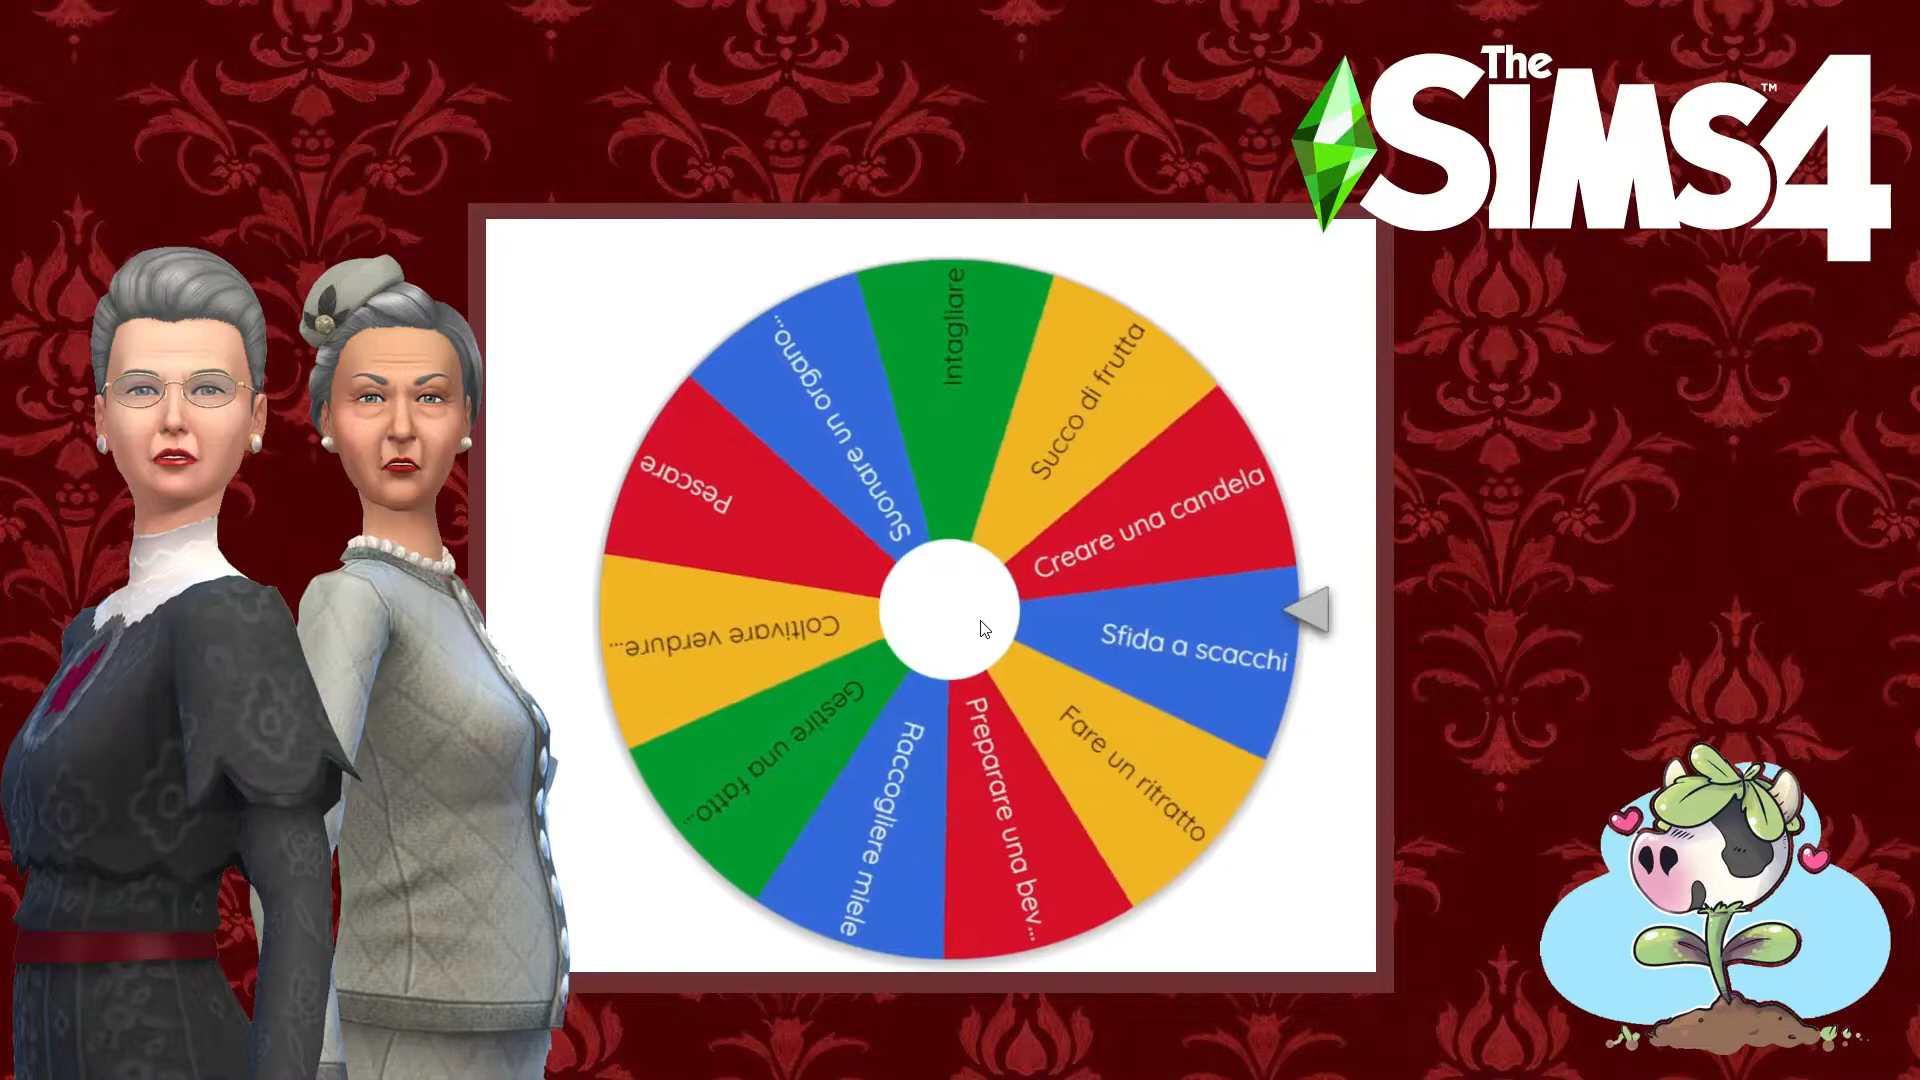 The
SIMS4
™
Intagliare
Succo di frutta
Creare una candela
Sfida a scacchi
Fare un ritratto
Preparare una bev...
Raccogliere miele
Gestire una fatto...
Coltivare verdure...
Pescare
Suonare un organo...